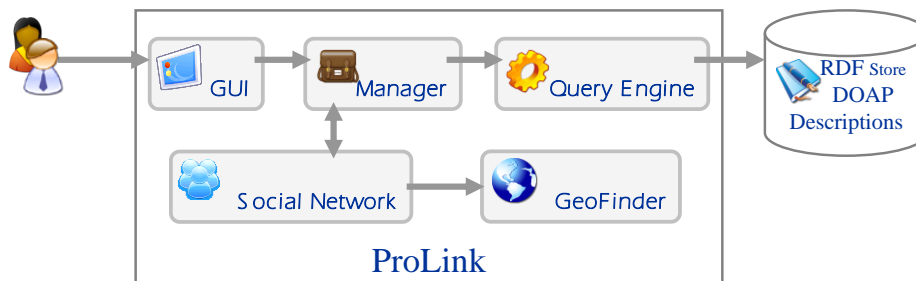 GUI
Manager
Query Engine
RDF Store
DOAP
Descriptions
Social Network
GeoFinder
ProLink